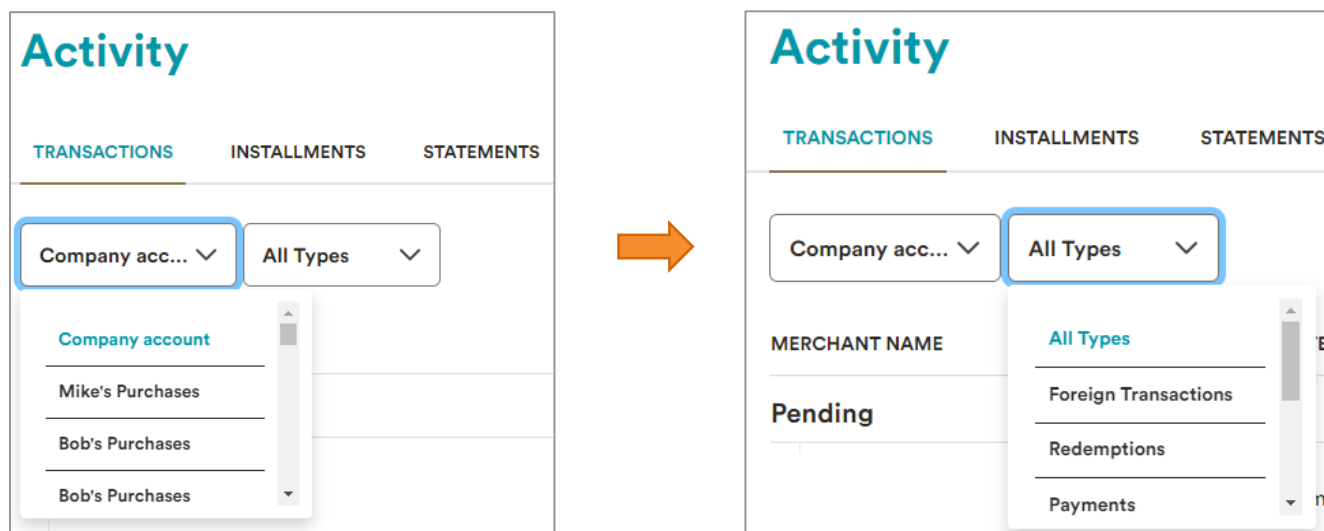 Activity
TRANSACTIONS INSTALLMENTS STATEMENTS
Company acc... All Types
Company account
Mike's Purchases
Bob's Purchases
Bob's Purchases
Activity
TRANSACTIONS INSTALLMENTS STATEMENTS
Company acc... All Types
MERCHANT NAME
All Types
Foreign Transactions
Pending
Redemptions
Payments